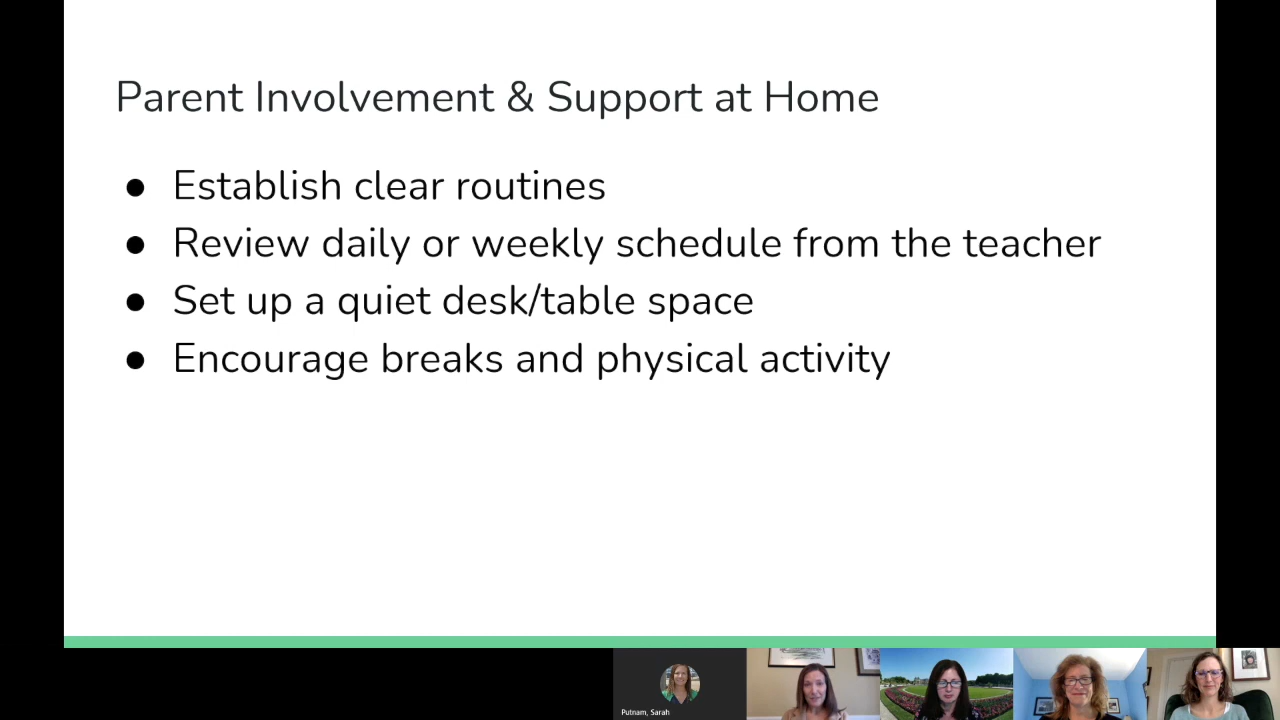 Parent Involvement & Support at Home
● Establish clear routines
● Review daily or weekly schedule from the teacher
● Set up a quiet desk/table space
● Encourage breaks and physical activity
Putnam, Sarah